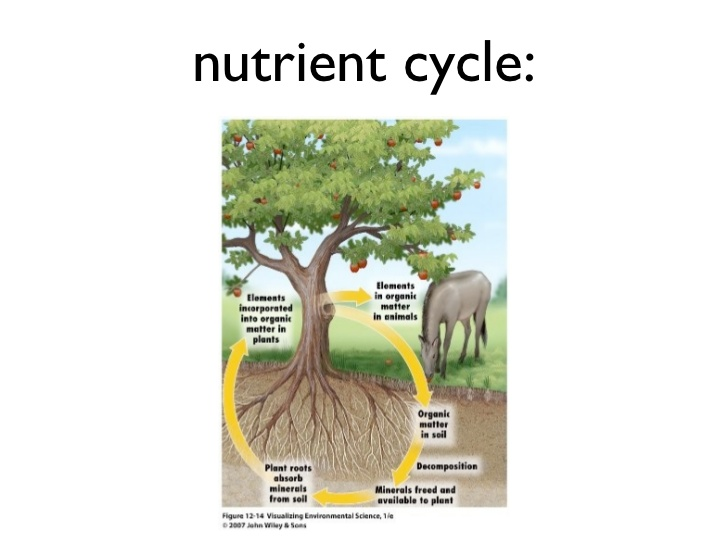 nutrient cycle:
Elements
in organic
matter
in animals
Elements
incorporated
into organic
matter in
plants
Organic
matter
in soil
Decomposition
Plant roots
absorb
minerals
from soil
Minerals freed and
available to plant
Figure 12-14 Visualizing Environmental Science, 1/e
© 2007 John Wiley & Sons